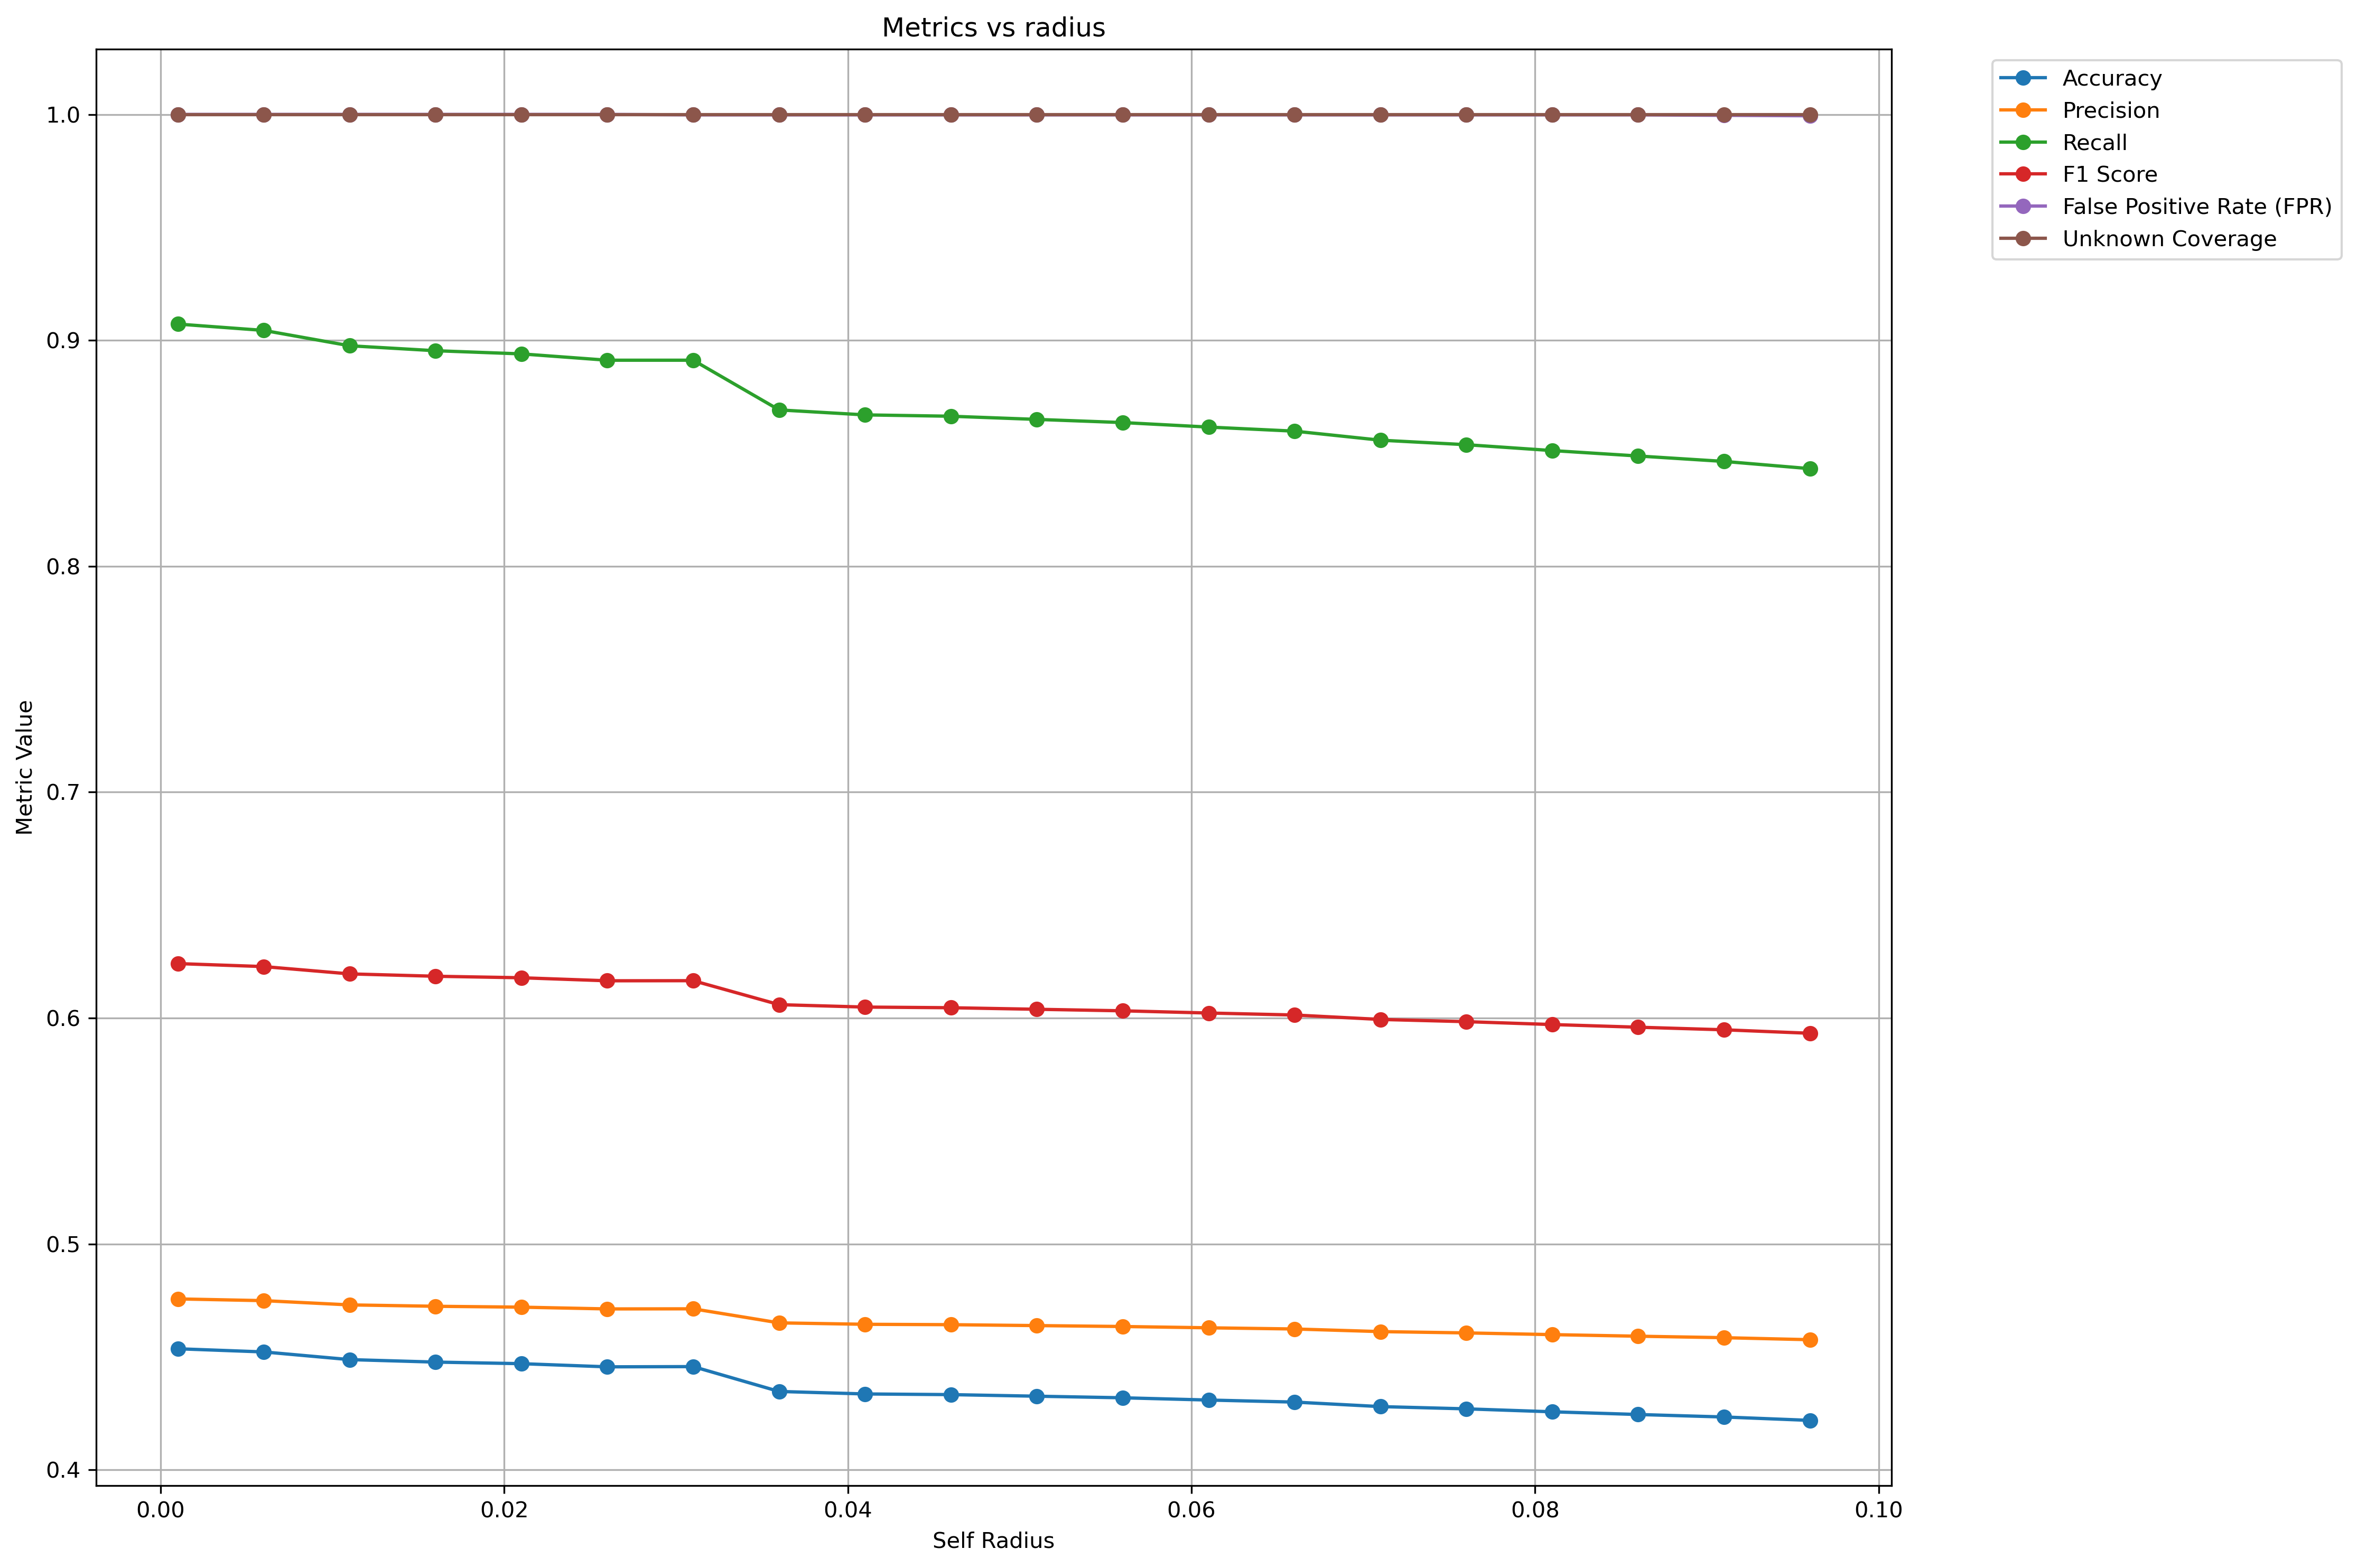 Metrics vs radius
1.0
0.9
0.8
0.7
0.6
0.5
0.4
Metric Value
0.00
0.02
0.04
0.06
0.08
0.10
Self Radius
Accuracy
Precision
Recall
F1 Score
False Positive Rate (FPR)
Unknown Coverage